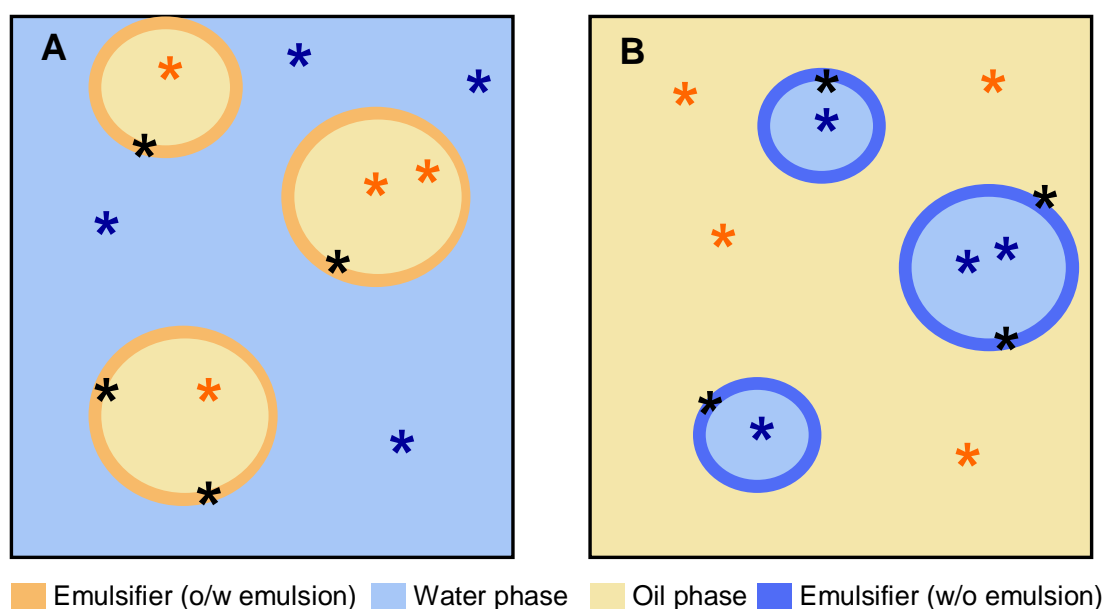 A
B
Emulsifier (o/w emulsion) Water phase Oil phase Emulsifier (w/o emulsion)